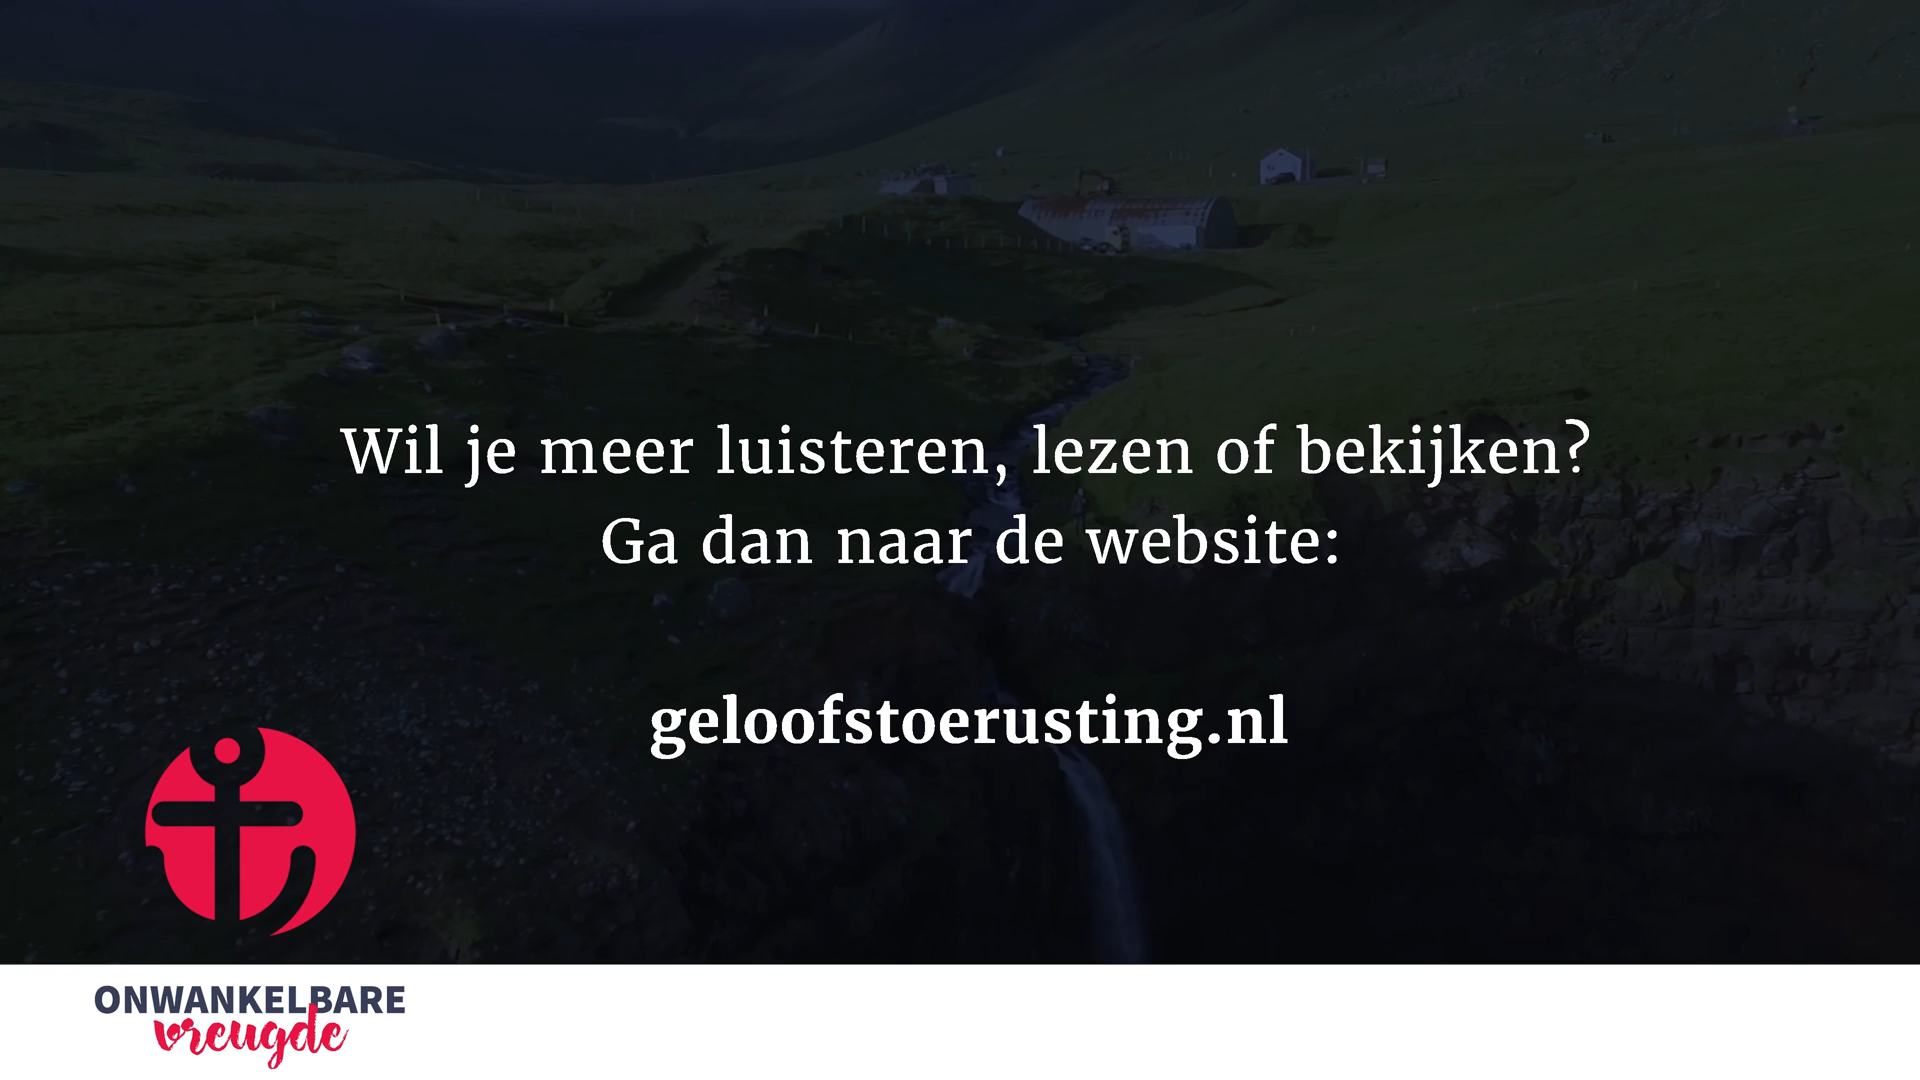 Wil je meer luisteren, lezen of bekijken?
Ga dan naar de website:
geloofstoerusting.nl
ONWANKELBARE
vreugde